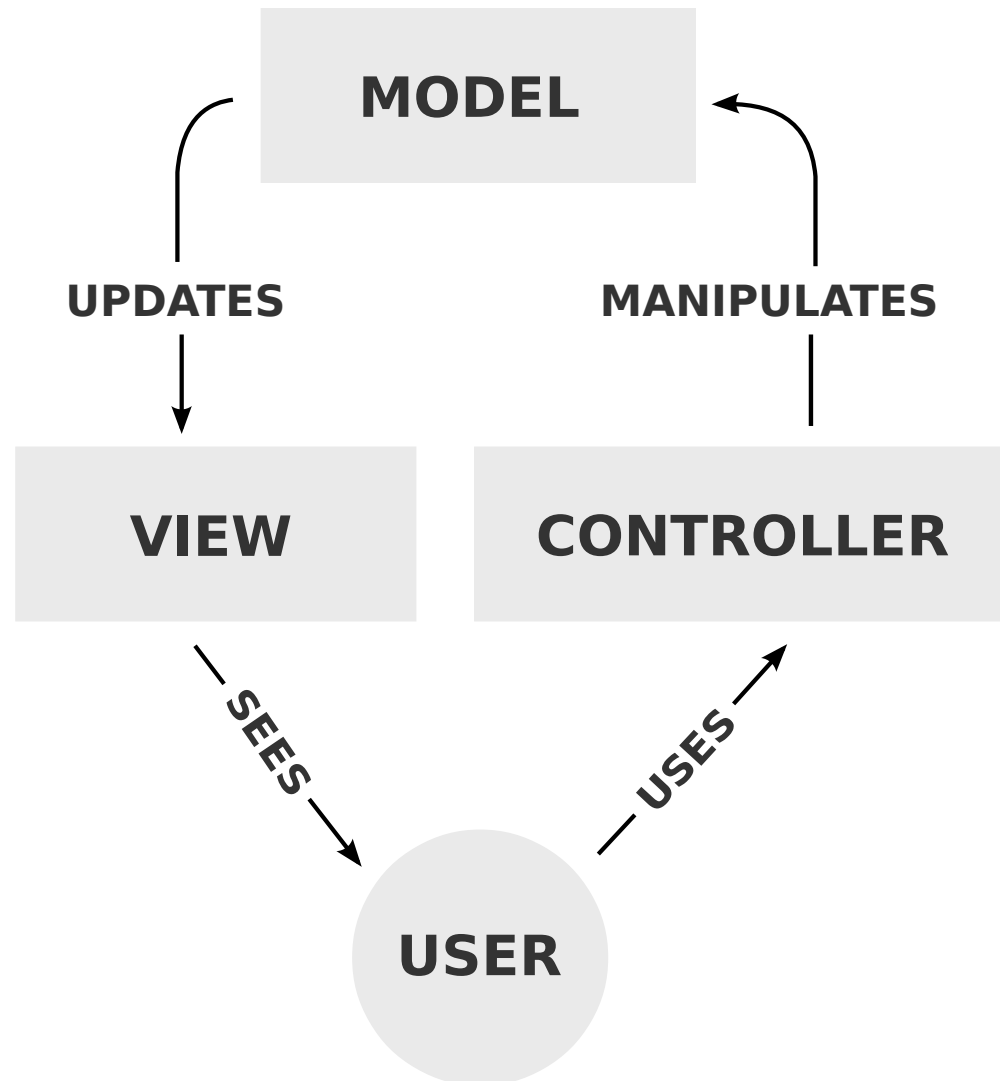 MODEL
UPDATES
MANIPULATES
VIEW
CONTROLLER
SEES
USES
USER